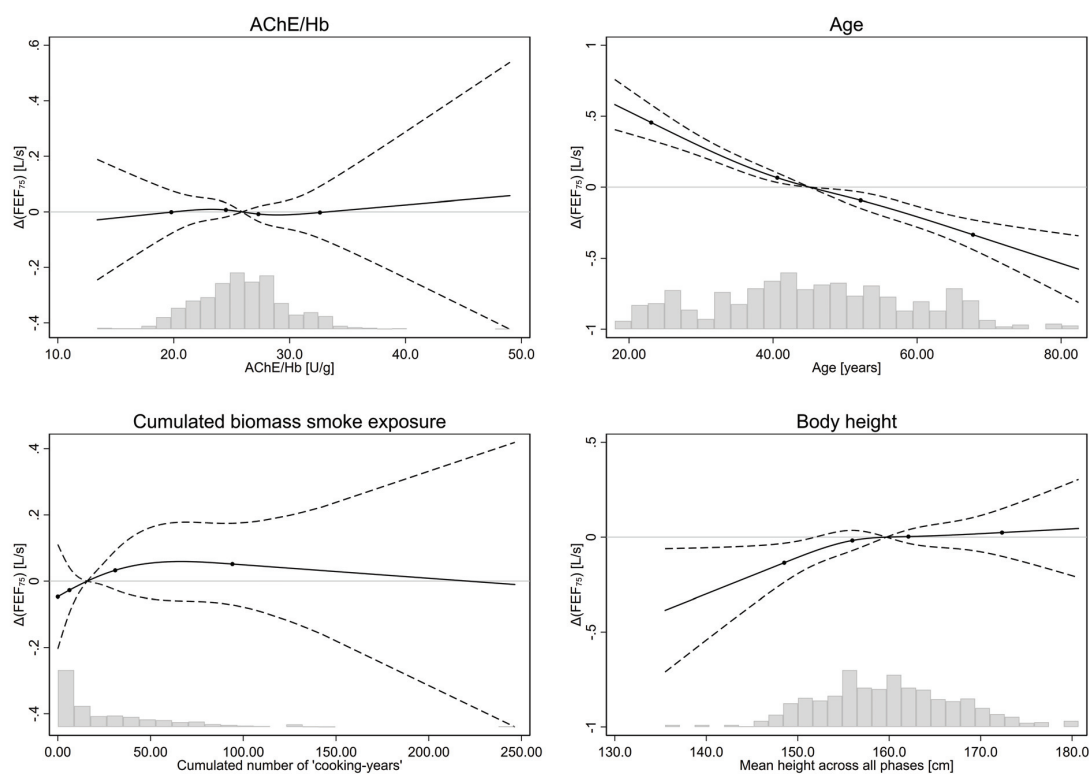 AChE/Hb
Δ(FEF₇₅) [L/s]
.6
.4
.2
0
-.2
-.4
10.0 20.0 30.0 40.0 50.0
AChE/Hb [U/g]
Age
Δ(FEF₇₅) [L/s]
1
.5
0
-.5
-1
20.00 40.00 60.00 80.00
Age [years]
Cumulated biomass smoke exposure
Δ(FEF₇₅) [L/s]
.4
.2
0
-.2
-.4
0.00 50.00 100.00 150.00 200.00 250.00
Cumulated number of 'cooking-years'
Body height
Δ(FEF₇₅) [L/s]
.5
0
-.5
-1
130.0 140.0 150.0 160.0 170.0 180.0
Mean height across all phases [cm]